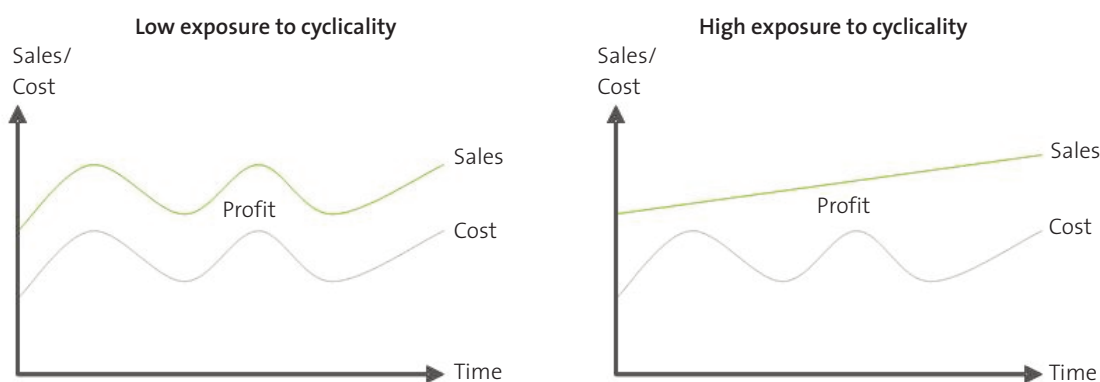 Low exposure to cyclicality
Sales/
Cost
Sales
Profit
Cost
Time
High exposure to cyclicality
Sales/
Cost
Sales
Profit
Cost
Time